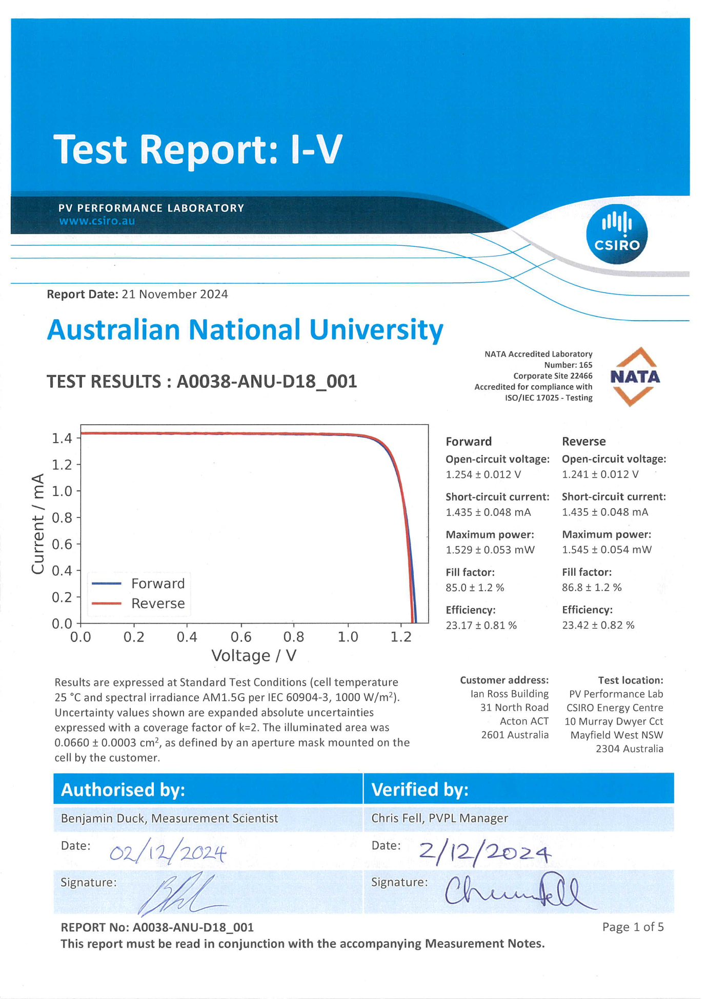 Test Report: I-V
PV PERFORMANCE LABORATORY
www.csiro.au
CSIRO
Report Date: 21 November 2024
Australian National University
NATA Accredited Laboratory
Number: 165
Corporate Site 22466
Accredited for compliance with
ISO/IEC 17025 - Testing
NATA
TEST RESULTS : A0038-ANU-D18_001
Current / mA
1.4
1.2
1.0
0.8
0.6
0.4
0.2
0.0
Forward
Reverse
0.0 0.2 0.4 0.6 0.8 1.0 1.2
Voltage / V
Forward Reverse
Open-circuit voltage: Open-circuit voltage:
1.254 ± 0.012 V 1.241 ± 0.012 V
Short-circuit current: Short-circuit current:
1.435 ± 0.048 mA 1.435 ± 0.048 mA
Maximum power: Maximum power:
1.529 ± 0.053 mW 1.545 ± 0.054 mW
Fill factor: Fill factor:
85.0 ± 1.2 % 86.8 ± 1.2 %
Efficiency: Efficiency:
23.17 ± 0.81 % 23.42 ± 0.82 %
Results are expressed at Standard Test Conditions (cell temperature
25 °C and spectral irradiance AM1.5G per IEC 60904-3, 1000 W/m²).
Uncertainty values shown are expanded absolute uncertainties
expressed with a coverage factor of k=2. The illuminated area was
0.0660 ± 0.0003 cm², as defined by an aperture mask mounted on the
cell by the customer.
Customer address:
Ian Ross Building
31 North Road
Acton ACT
2601 Australia
Test location:
PV Performance Lab
CSIRO Energy Centre
10 Murray Dwyer Cct
Mayfield West NSW
2304 Australia
Authorised by: Verified by:
Benjamin Duck, Measurement Scientist Chris Fell, PVPL Manager
Date: 02/12/2024 Date: 2/12/2024
Signature: Signature:
REPORT No: A0038-ANU-D18_001 Page 1 of 5
This report must be read in conjunction with the accompanying Measurement Notes.